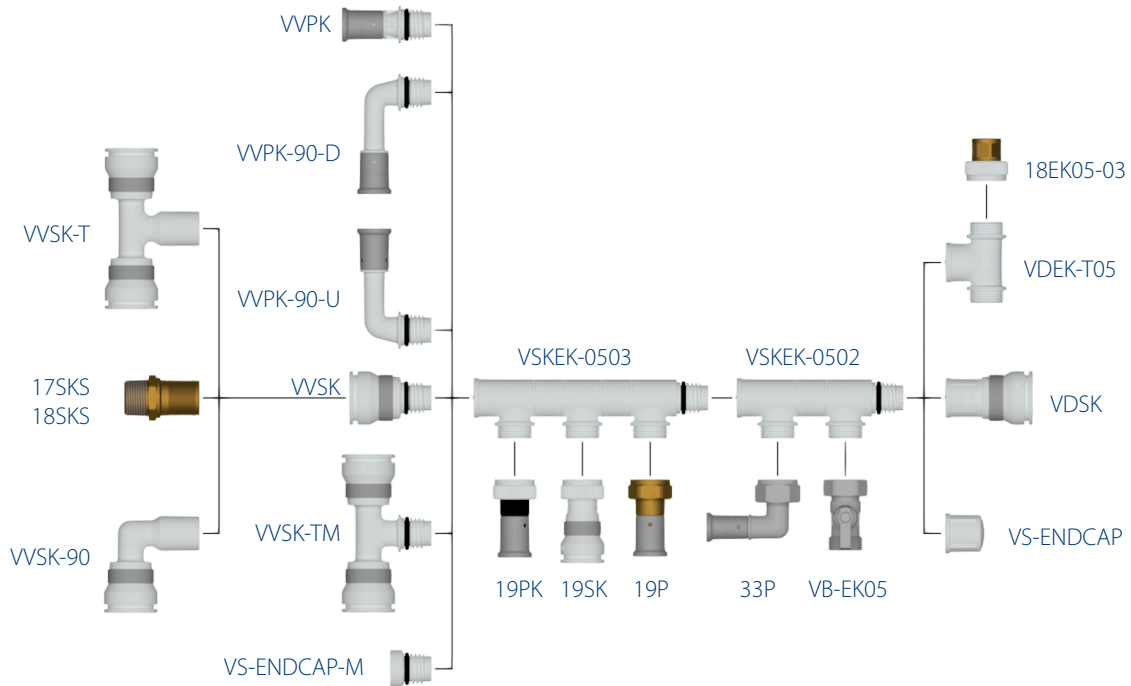 VVPK
VVPK-90-D
18EK05-03
VVSK-T
VDEK-T05
VVPK-90-U
VSKEK-0503
VSKEK-0502
17SKS
18SKS
VVSK
VDSK
VVSK-90
VVSK-TM
VS-ENDCAP
19PK
19SK
19P
33P
VB-EK05
VS-ENDCAP-M